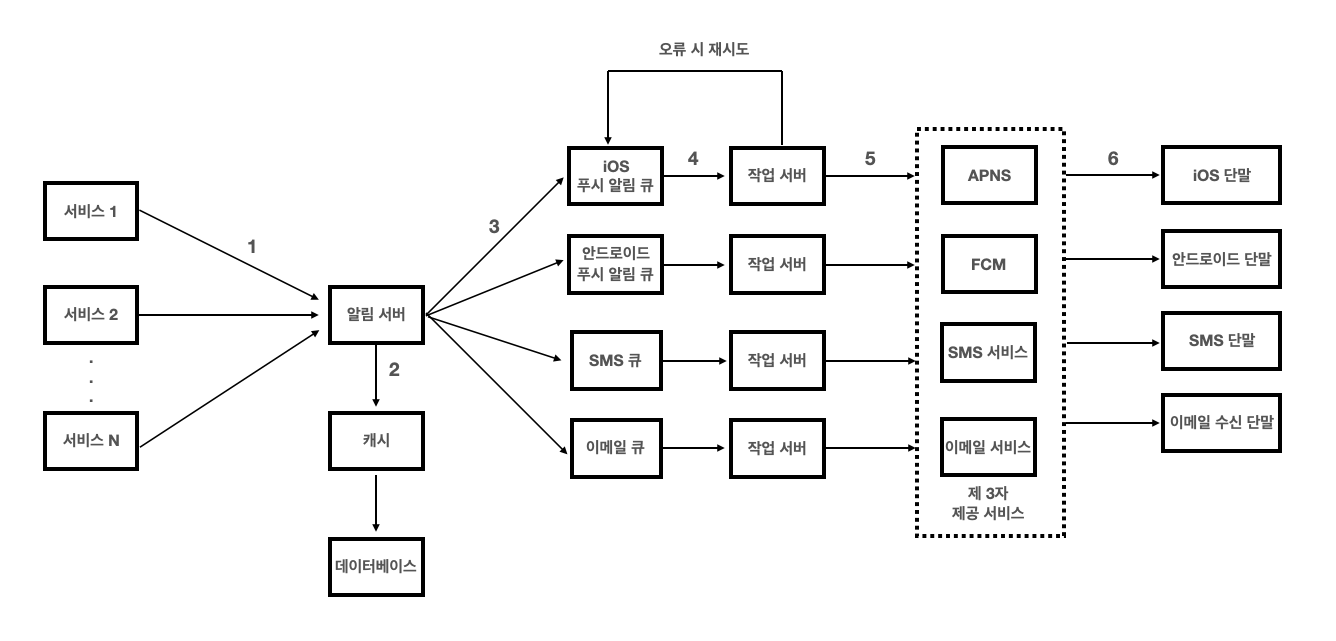 오류 시 재시도
서비스 1
서비스 2
.
.
.
서비스 N
1
알림 서버
2
캐시
데이터베이스
3
iOS
푸시 알림 큐
안드로이드
푸시 알림 큐
SMS 큐
이메일 큐
4
작업 서버
작업 서버
작업 서버
작업 서버
5
APNS
FCM
SMS 서비스
이메일 서비스
제 3자
제공 서비스
6
iOS 단말
안드로이드 단말
SMS 단말
이메일 수신 단말